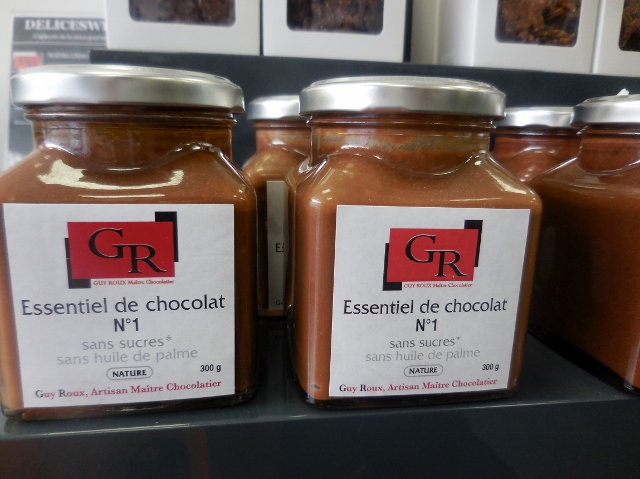 DELICESW
GR
GUY ROUX Maître Chocolatier
Essentiel de chocolat
N°1
sans sucres*
sans huile de palme
NATURE
300 g
Guy Roux, Artisan Maître Chocolatier
GR
GUY ROUX Maître Chocolatier
Essentiel de chocolat
N°1
sans sucres*
sans huile de palme
NATURE
300 g
Guy Roux, Artisan Maître Chocolatier